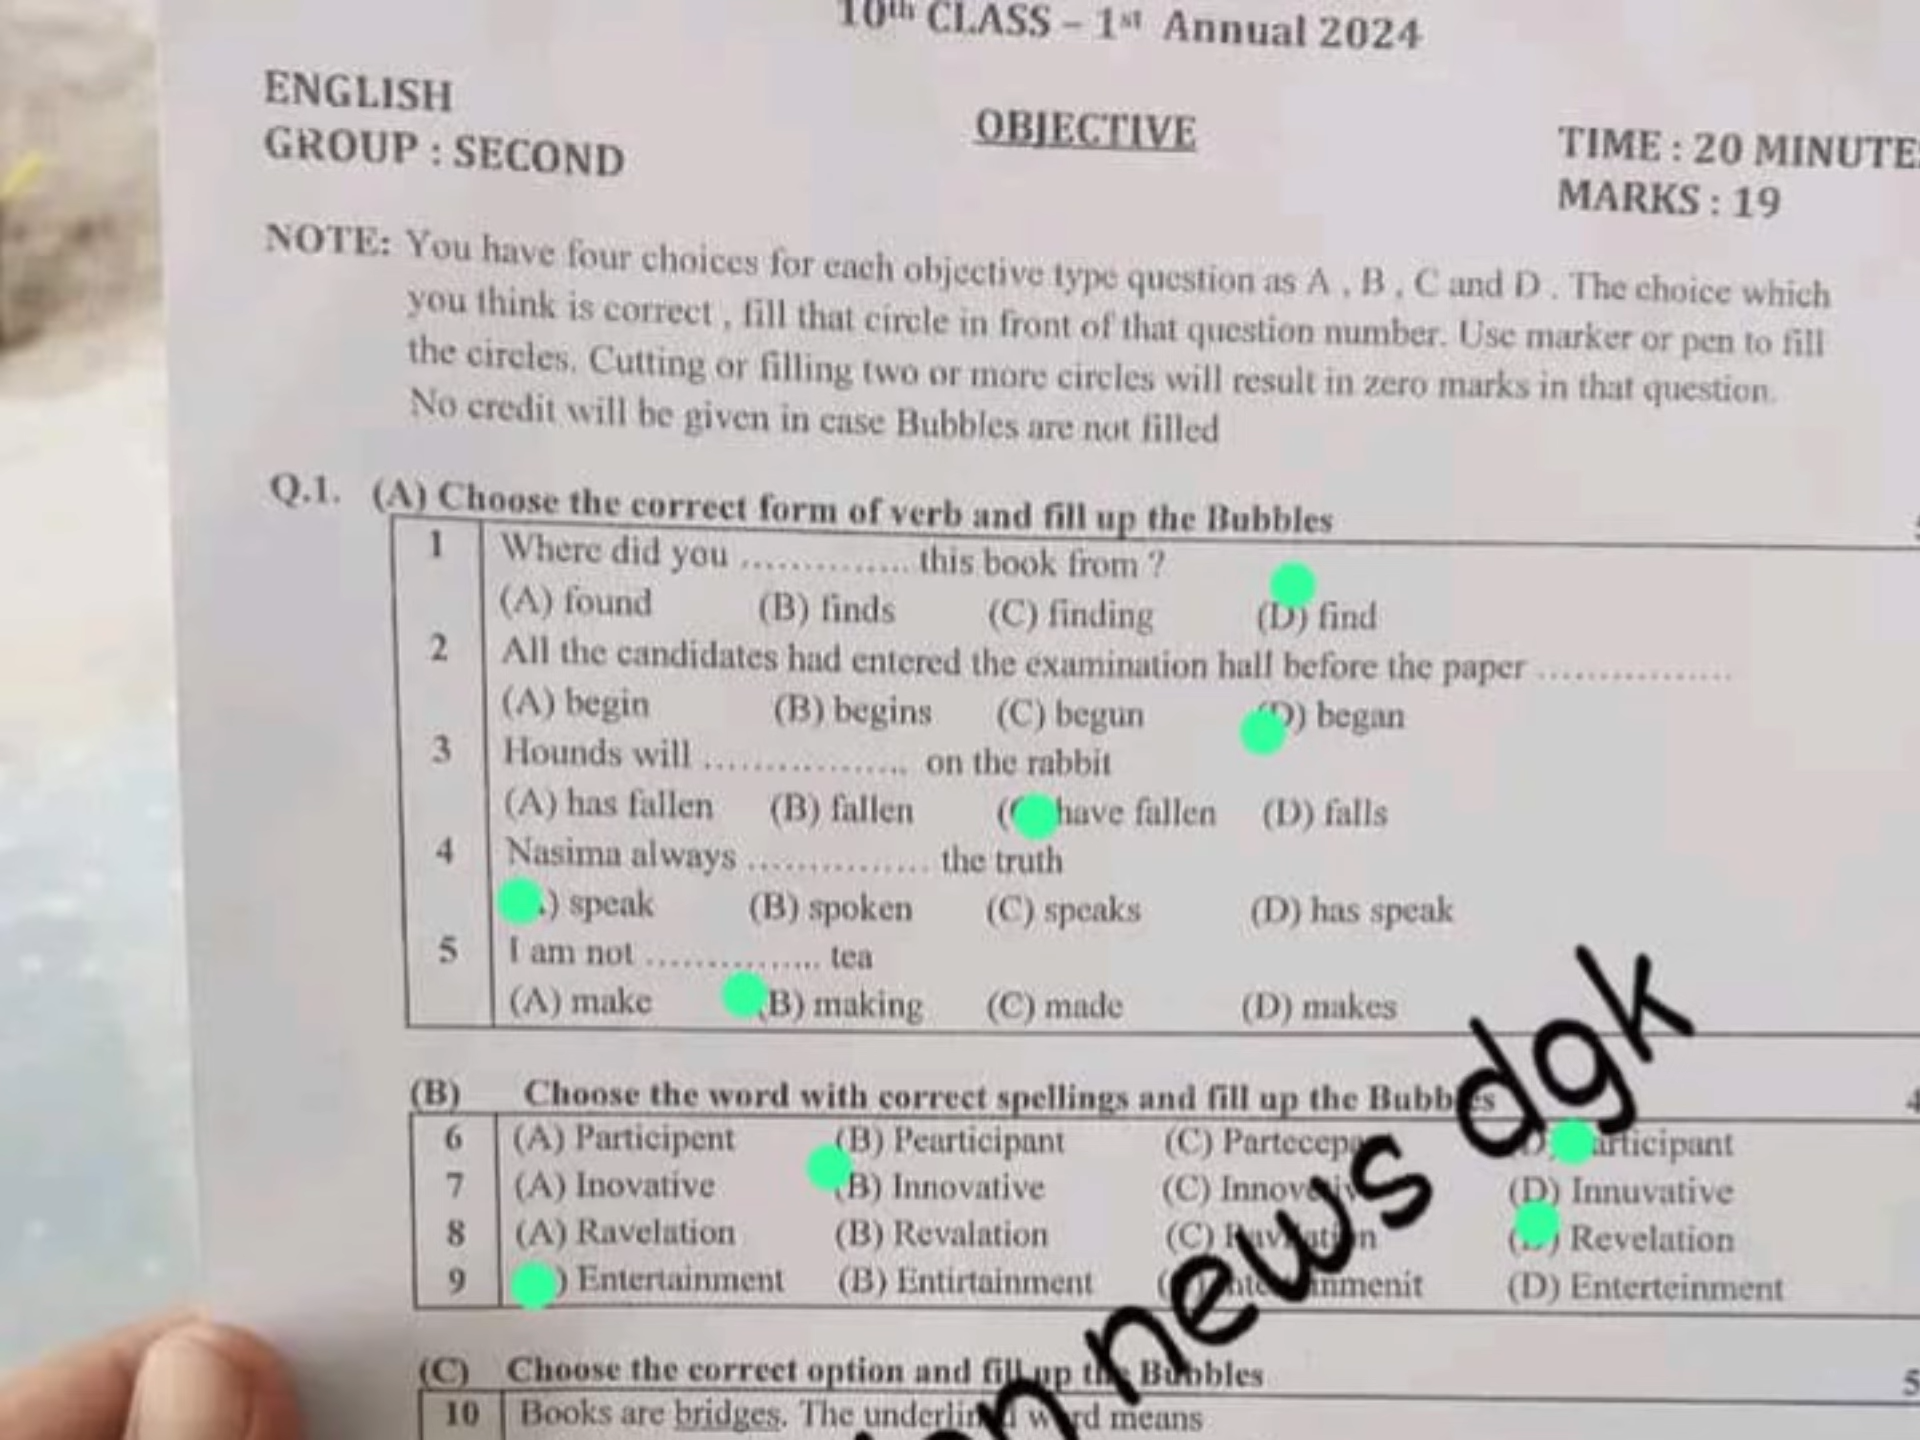 10th CLASS – 1st Annual 2024
ENGLISH
GROUP : SECOND
OBJECTIVE
TIME : 20 MINUTES
MARKS : 19
NOTE: You have four choices for each objective type question as A , B , C and D . The choice which
you think is correct , fill that circle in front of that question number. Use marker or pen to fill
the circles. Cutting or filling two or more circles will result in zero marks in that question.
No credit will be given in case Bubbles are not filled
Q.1. (A) Choose the correct form of verb and fill up the Bubbles
1 Where did you .............. this book from ?
(A) found (B) finds (C) finding (D) find
2 All the candidates had entered the examination hall before the paper ................
(A) begin (B) begins (C) begun (D) began
3 Hounds will ................. on the rabbit
(A) has fallen (B) fallen (C) have fallen (D) falls
4 Nasima always ............... the truth
) speak (B) spoken (C) speaks (D) has speak
5 I am not ............... tea
(A) make (B) making (C) made (D) makes
(B) Choose the word with correct spellings and fill up the Bubbles 4
6 (A) Participent (B) Pearticipant (C) articipant
7 (A) Inovative (B) Innovative (C) (D) Innuvative
8 (A) Ravelation (B) Revalation (C) Revelation
9 ) Entertainment (B) Entirtainment (D) Enterteinment
news dgk
(C) Choose the correct option and fill up the Bubbles 5
10 Books are bridges. The underlined word means